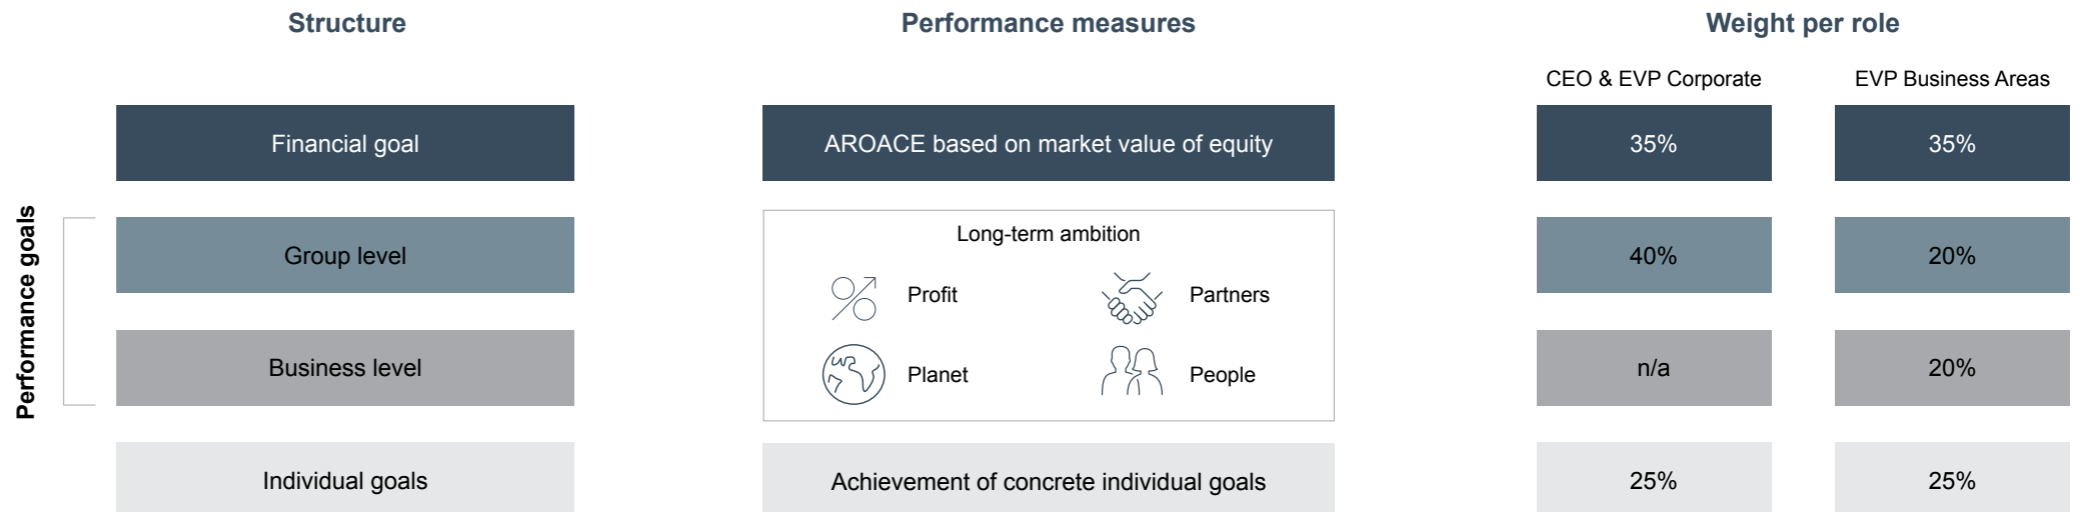 Structure
Performance measures
Weight per role
CEO & EVP Corporate
EVP Business Areas
Financial goal
AROACE based on market value of equity
35%
35%
Performance goals
Group level
Long-term ambition
Profit
Partners
Planet
People
40%
20%
Business level
n/a
20%
Individual goals
Achievement of concrete individual goals
25%
25%